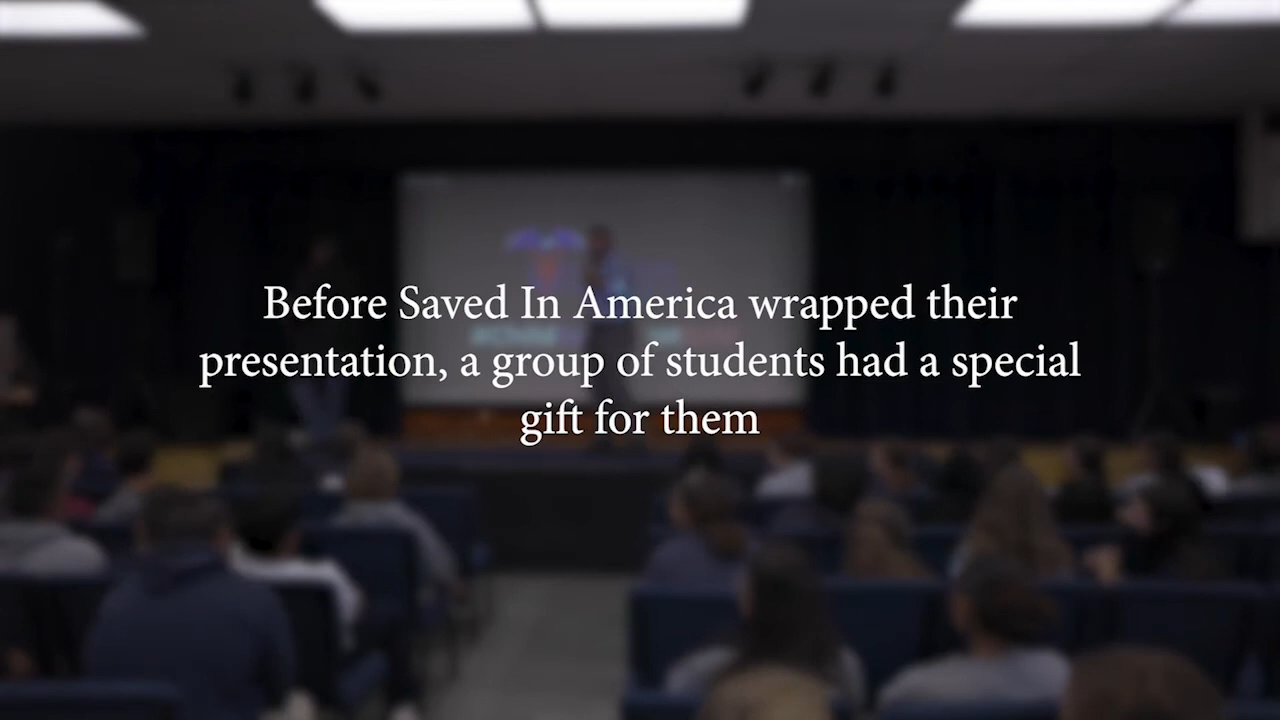 Before Saved In America wrapped their
presentation, a group of students had a special
gift for them